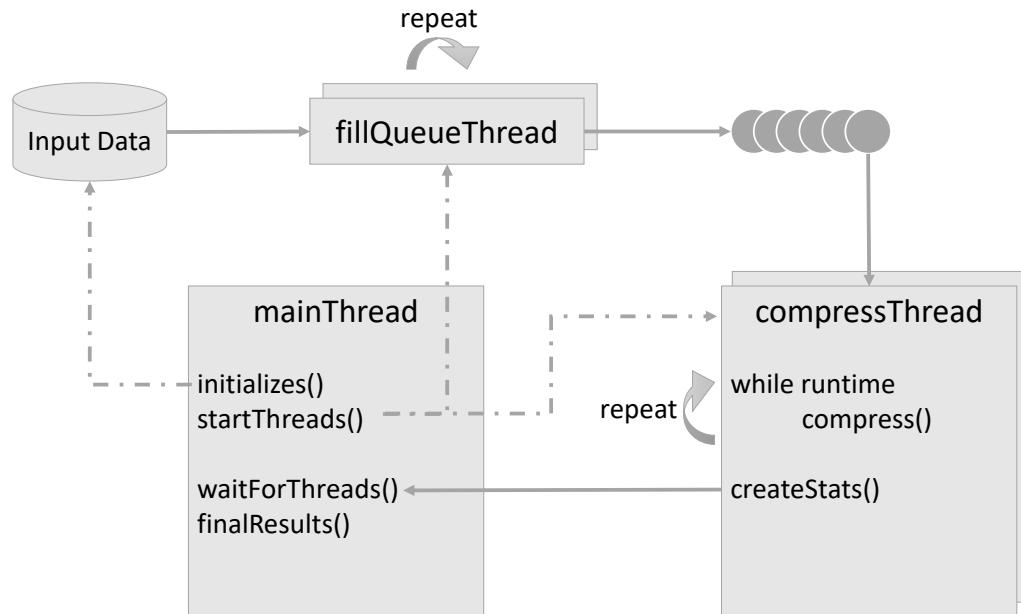 repeat
Input Data
fillQueueThread
mainThread
initializes()
startThreads()
waitForThreads()
finalResults()
compressThread
while runtime
compress()
repeat
createStats()